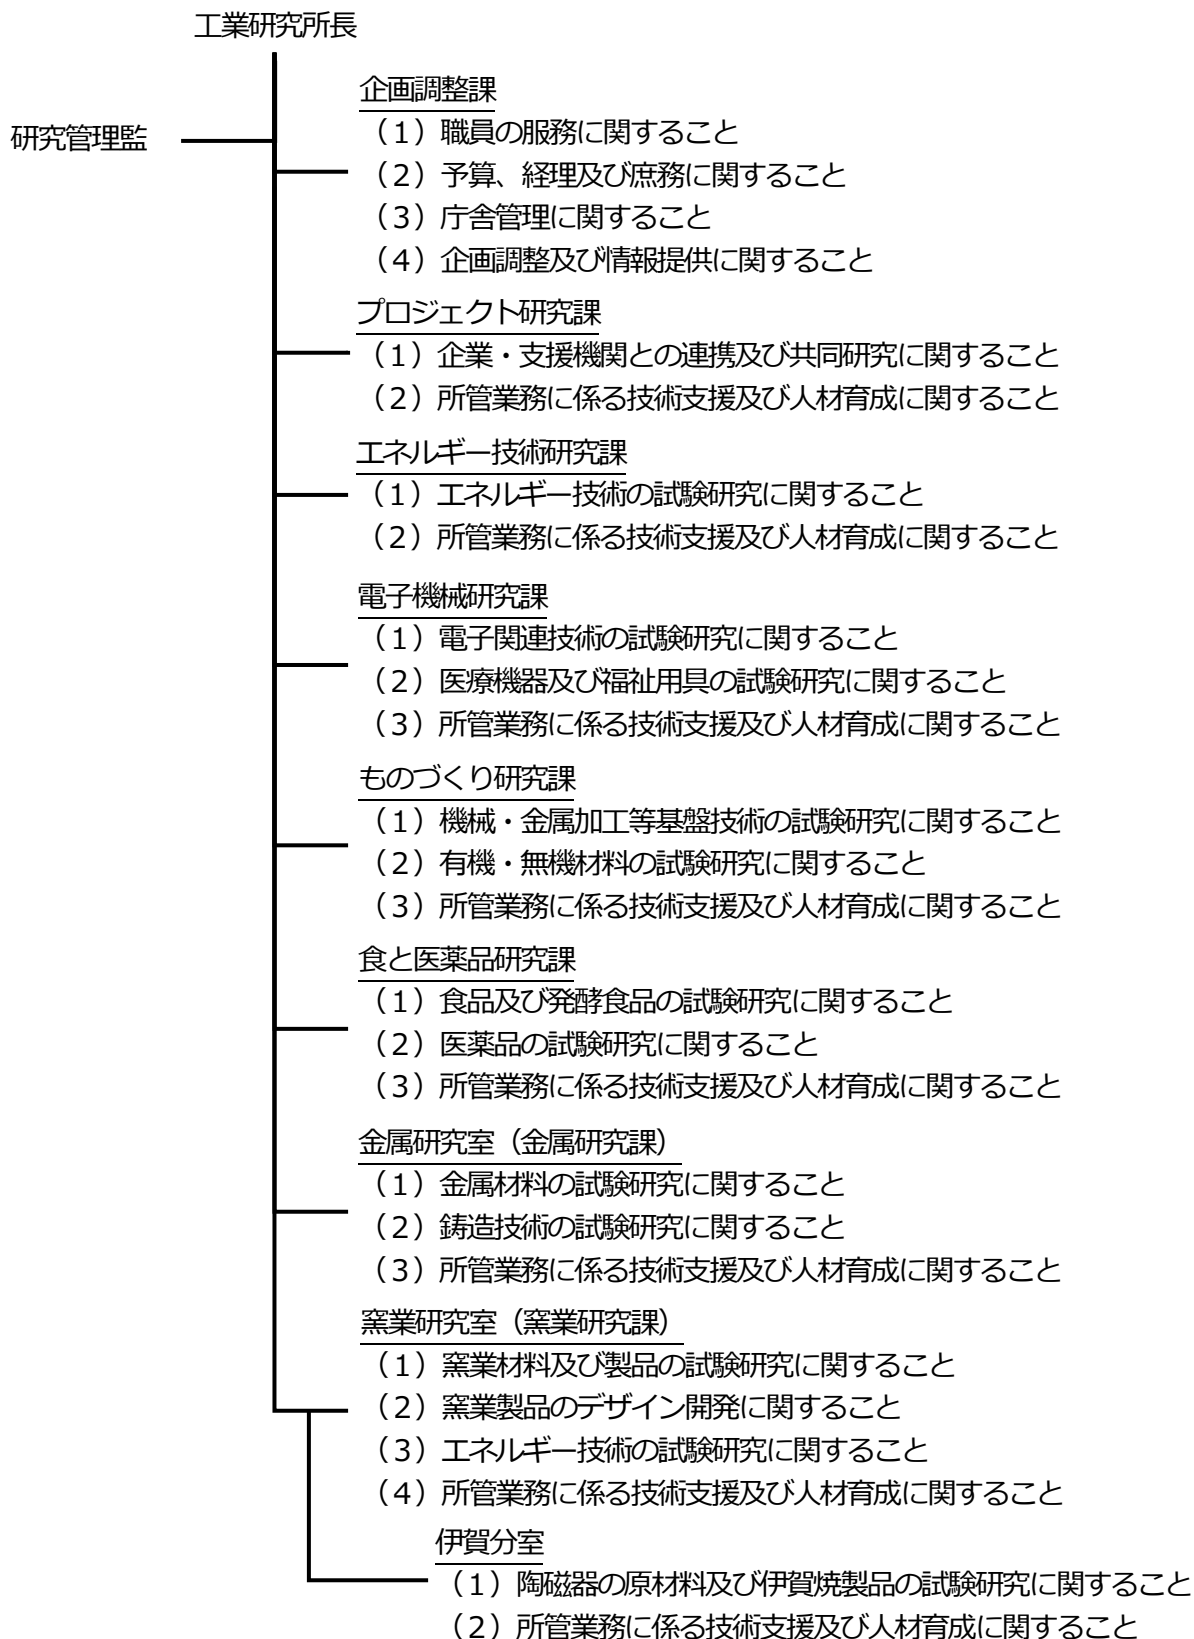 工業研究所長
企画調整課
研究管理監
（1）職員の服務に関すること
（2）予算、経理及び庶務に関すること
（3）庁舎管理に関すること
（4）企画調整及び情報提供に関すること
プロジェクト研究課
（1）企業・支援機関との連携及び共同研究に関すること
（2）所管業務に係る技術支援及び人材育成に関すること
エネルギー技術研究課
（1）エネルギー技術の試験研究に関すること
（2）所管業務に係る技術支援及び人材育成に関すること
電子機械研究課
（1）電子関連技術の試験研究に関すること
（2）医療機器及び福祉用具の試験研究に関すること
（3）所管業務に係る技術支援及び人材育成に関すること
ものづくり研究課
（1）機械・金属加工等基盤技術の試験研究に関すること
（2）有機・無機材料の試験研究に関すること
（3）所管業務に係る技術支援及び人材育成に関すること
食と医薬品研究課
（1）食品及び発酵食品の試験研究に関すること
（2）医薬品の試験研究に関すること
（3）所管業務に係る技術支援及び人材育成に関すること
金属研究室（金属研究課）
（1）金属材料の試験研究に関すること
（2）鋳造技術の試験研究に関すること
（3）所管業務に係る技術支援及び人材育成に関すること
窯業研究室（窯業研究課）
（1）窯業材料及び製品の試験研究に関すること
（2）窯業製品のデザイン開発に関すること
（3）エネルギー技術の試験研究に関すること
（4）所管業務に係る技術支援及び人材育成に関すること
伊賀分室
（1）陶磁器の原材料及び伊賀焼製品の試験研究に関すること
（2）所管業務に係る技術支援及び人材育成に関すること